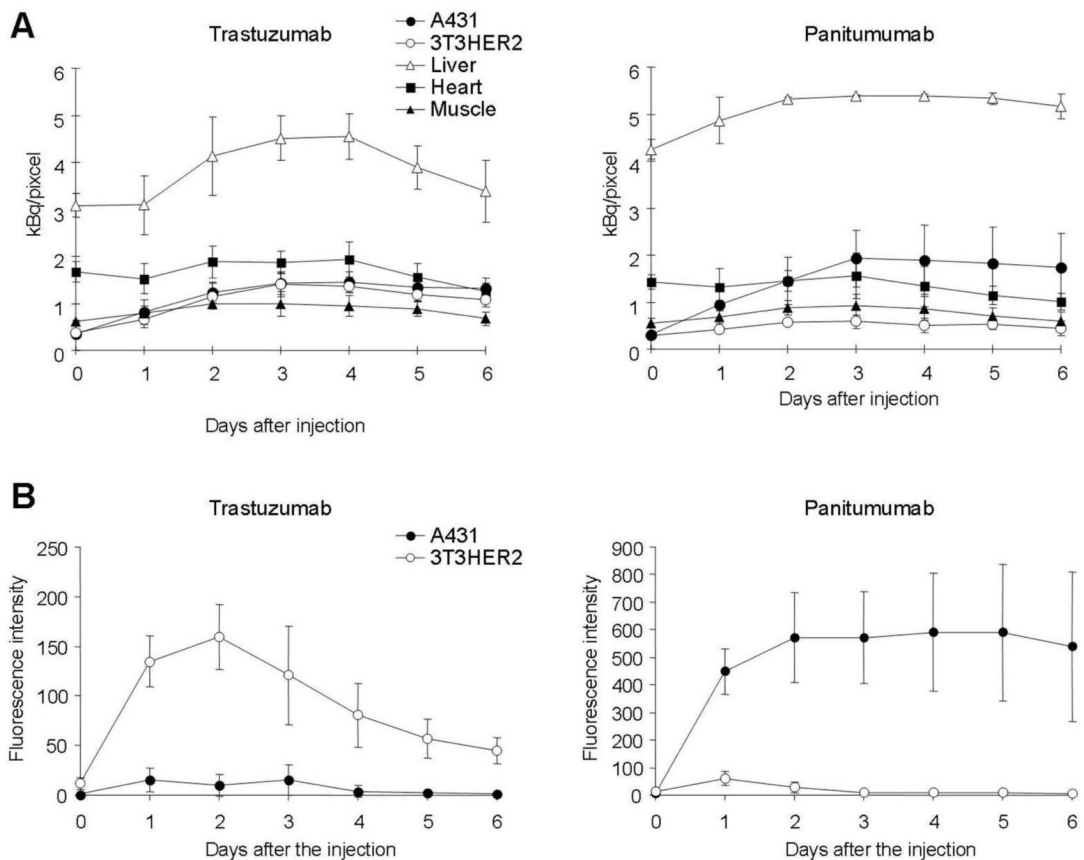 A
Trastuzumab
A431
3T3HER2
Liver
Heart
Muscle
kBq/pixcel
6
5
4
3
2
1
0
0 1 2 3 4 5 6
Days after injection
Panitumumab
kBq/pixcel
6
5
4
3
2
1
0
0 1 2 3 4 5 6
Days after injection
B
Trastuzumab
A431
3T3HER2
Fluorescence intensity
250
200
150
100
50
0
0 1 2 3 4 5 6
Days after the injection
Panitumumab
Fluorescence intensity
900
800
700
600
500
400
300
200
100
0
0 1 2 3 4 5 6
Days after the injection